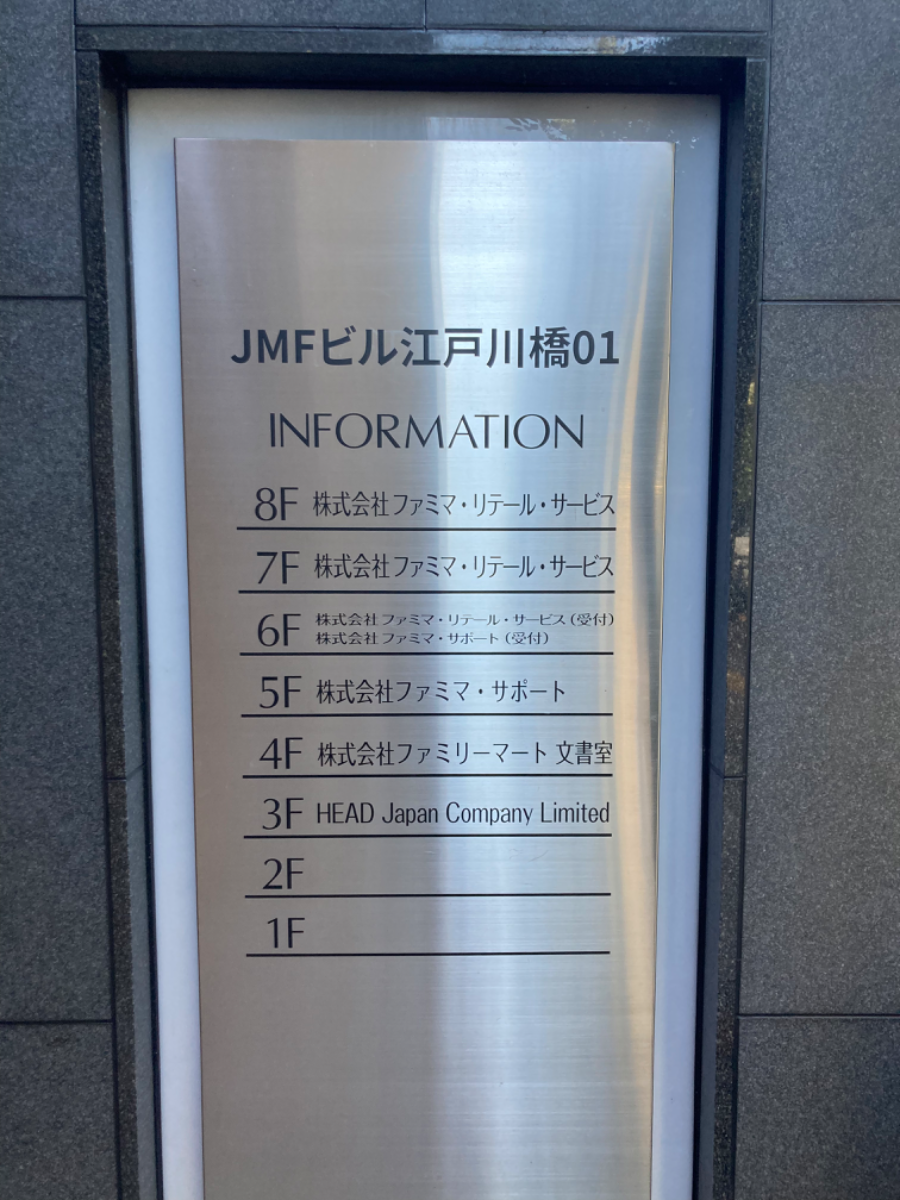 JMFビル江戸川橋01
INFORMATION
8F 株式会社ファミマ・リテール・サービス
7F 株式会社ファミマ・リテール・サービス
6F 株式会社ファミマ・リテール・サービス(受付)
株式会社ファミマ・サポート(受付)
5F 株式会社ファミマ・サポート
4F 株式会社ファミリーマート 文書室
3F HEAD Japan Company Limited
2F
1F